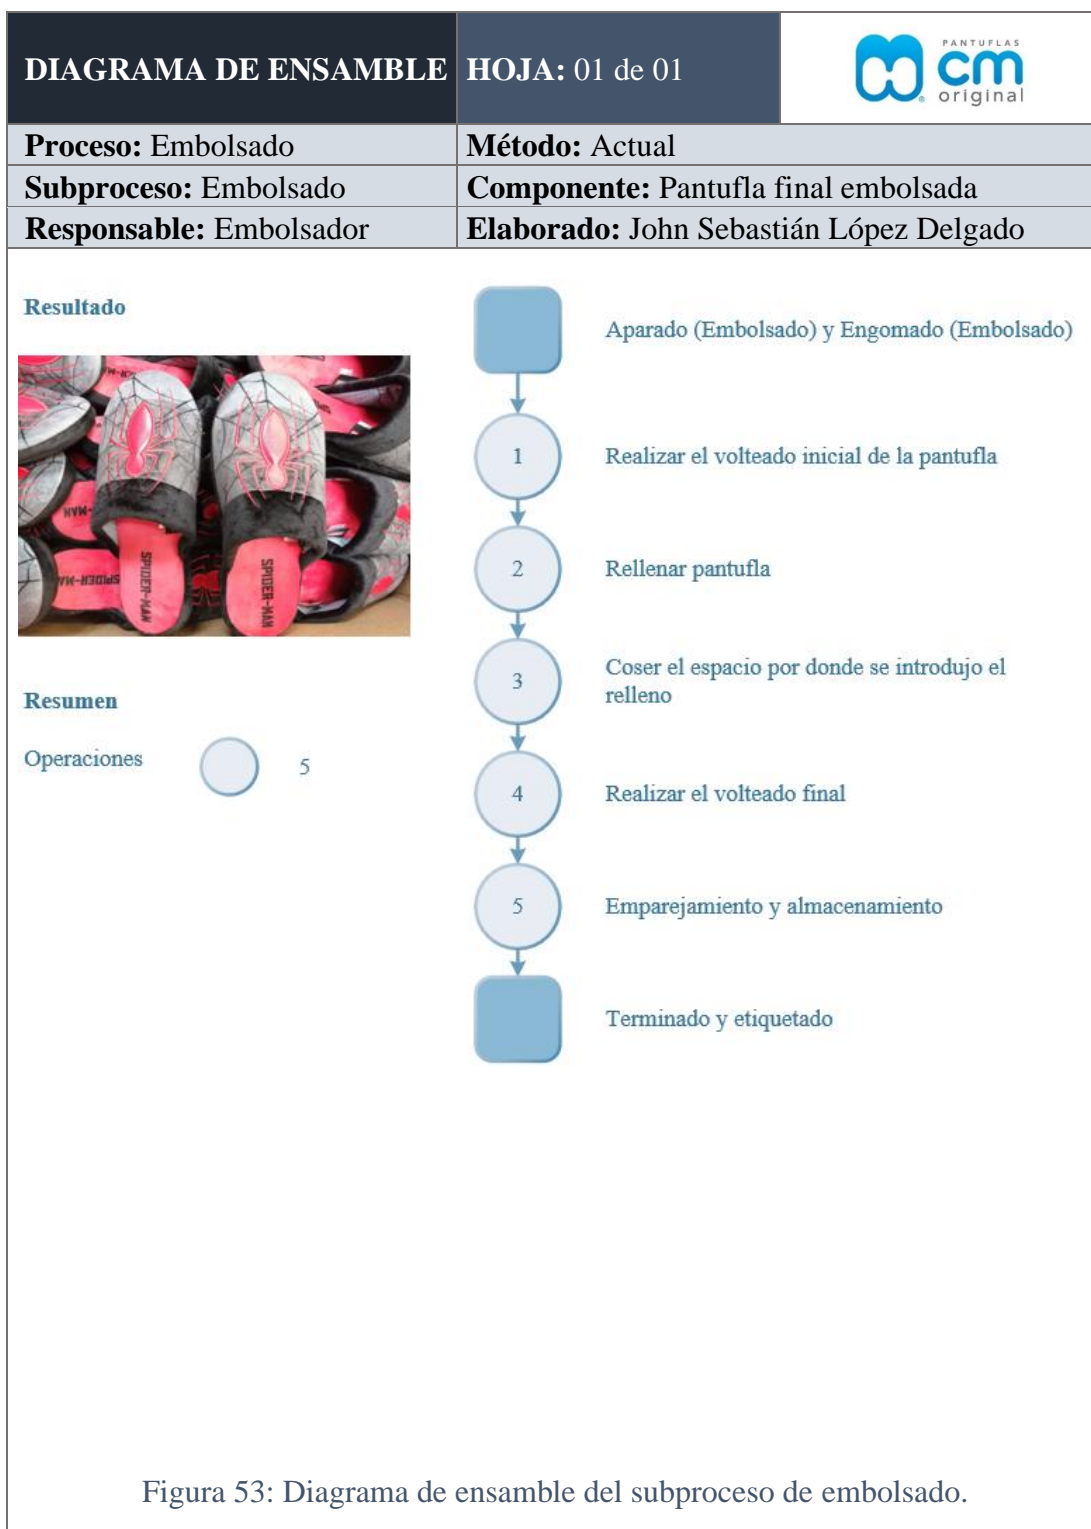 DIAGRAMA DE ENSAMBLE
HOJA: 01 de 01
PANTUFLAS
cm
original
Proceso: Embolsado
Método: Actual
Subproceso: Embolsado
Componente: Pantufla final embolsada
Responsable: Embolsador
Elaborado: John Sebastián López Delgado
Resultado
SPIDER-MAN
SPIDER-MAN
Resumen
Operaciones
5
Aparado (Embolsado) y Engomado (Embolsado)
1
Realizar el volteado inicial de la pantufla
2
Rellenar pantufla
3
Coser el espacio por donde se introdujo el
relleno
4
Realizar el volteado final
5
Emparejamiento y almacenamiento
Terminado y etiquetado
Figura 53: Diagrama de ensamble del subproceso de embolsado.